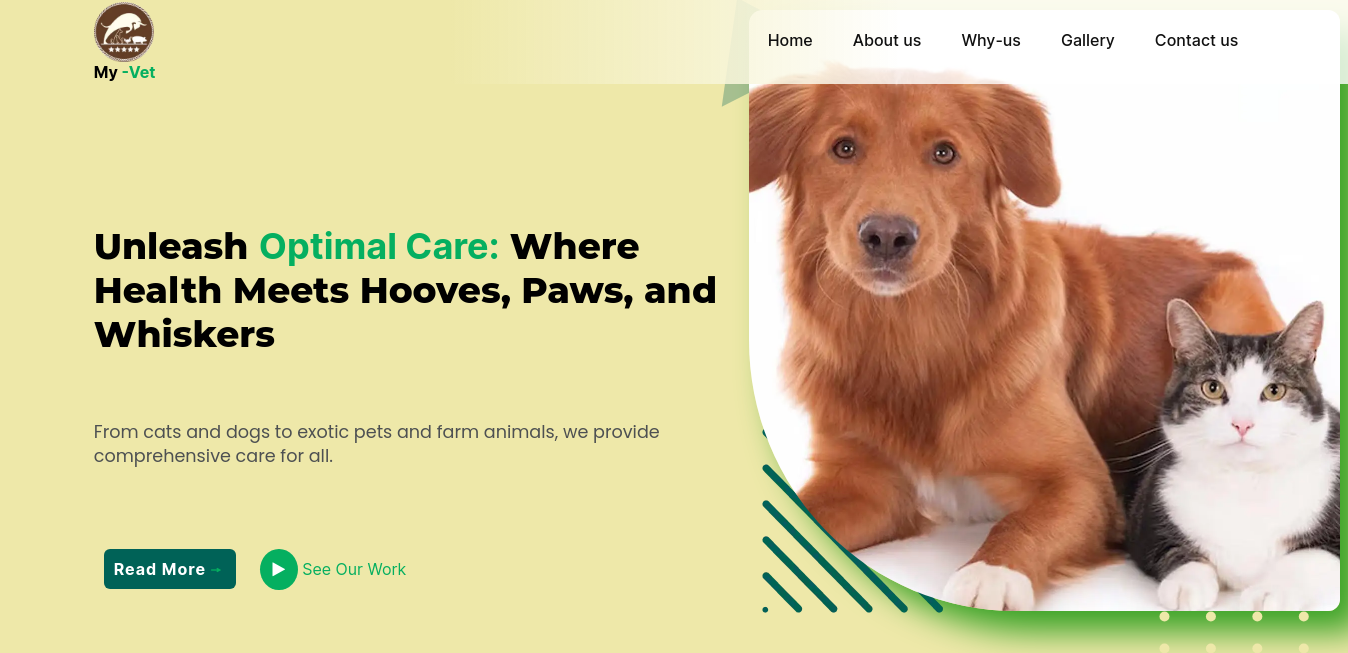 My -Vet
Home
About us
Why-us
Gallery
Contact us
Unleash Optimal Care: Where
Health Meets Hooves, Paws, and
Whiskers
From cats and dogs to exotic pets and farm animals, we provide
comprehensive care for all.
Read More→
See Our Work